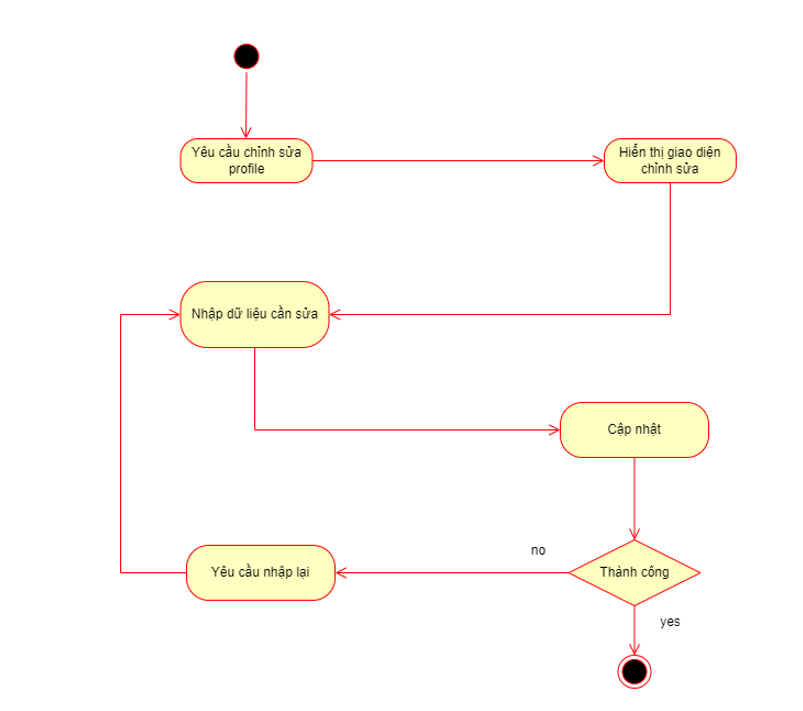 Yêu cầu chỉnh sửa
profile
Hiển thị giao diện
chỉnh sửa
Nhập dữ liệu cần sửa
Cập nhật
no
Yêu cầu nhập lại
Thành công
yes